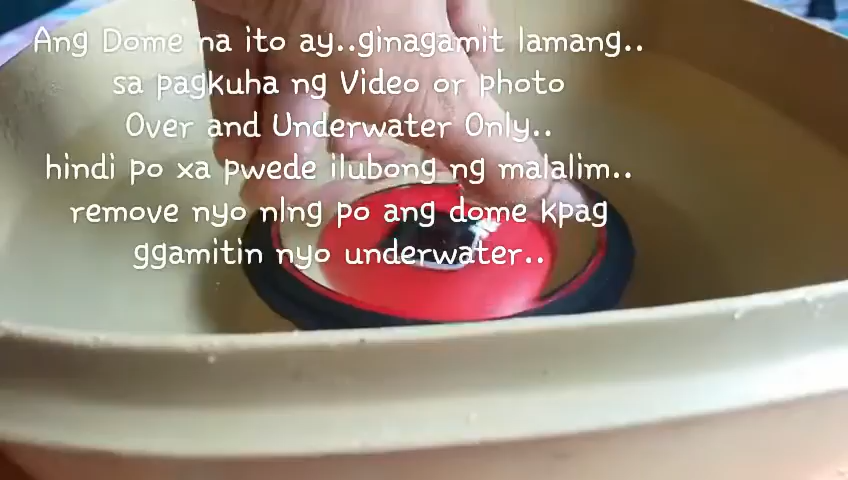 Ang Dome na ito ay..ginagamit lamang..
sa pagkuha ng Video or photo
Over and Underwater Only..
hindi po xa pwede ilubong ng malalim..
remove nyo nlng po ang dome kpag
ggamitin nyo underwater..